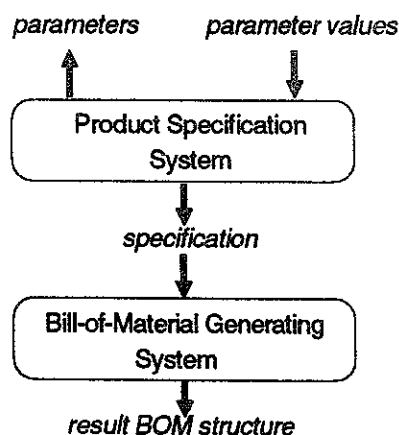 parameters parameter values
Product Specification
System
specification
Bill-of-Material Generating
System
result BOM structure